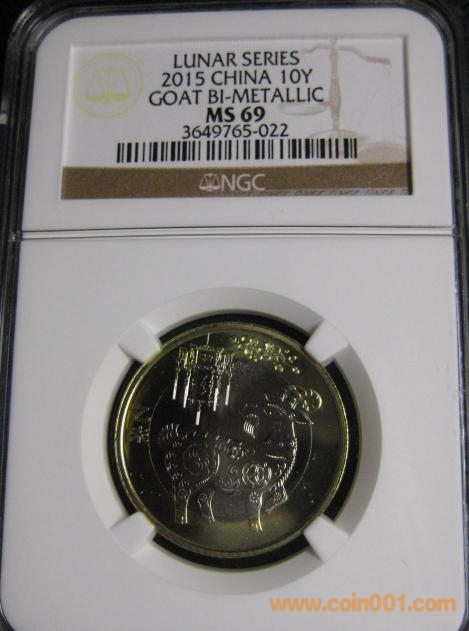 LUNAR SERIES
2015 CHINA 10Y
GOAT BI-METALLIC
MS 69
3649765-022
NGC
www.coin001.com